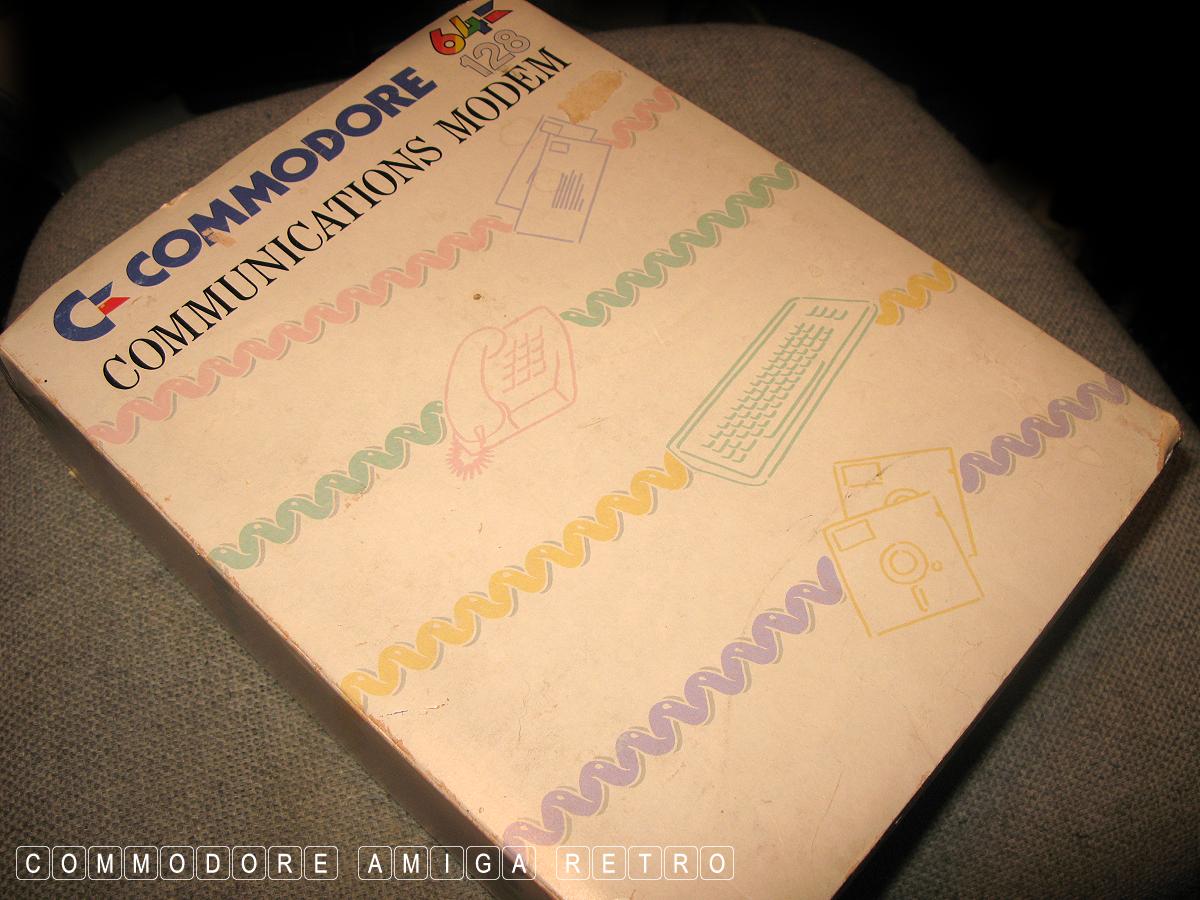 64
128
COMMODORE
COMMUNICATIONS MODEM
COMMODORE AMIGA RETRO